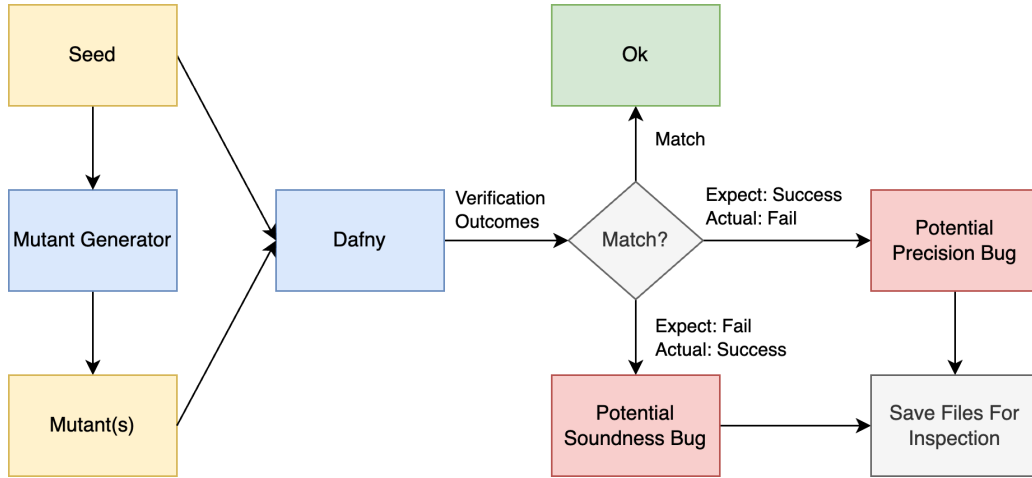 Seed
Ok
Match
Mutant Generator
Dafny
Verification
Outcomes
Match?
Expect: Success
Actual: Fail
Potential
Precision Bug
Expect: Fail
Actual: Success
Mutant(s)
Potential
Soundness Bug
Save Files For
Inspection